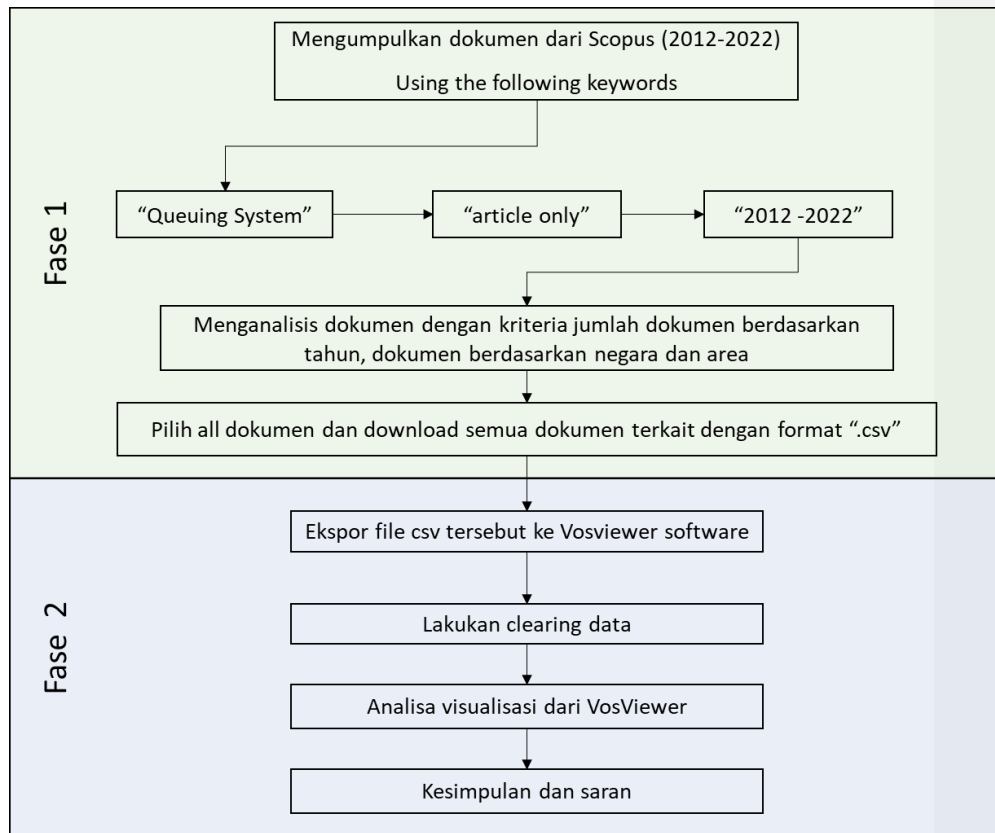 Fase 1
Mengumpulkan dokumen dari Scopus (2012-2022)
Using the following keywords
“Queuing System”
“article only”
“2012 -2022”
Menganalisis dokumen dengan kriteria jumlah dokumen berdasarkan
tahun, dokumen berdasarkan negara dan area
Pilih all dokumen dan download semua dokumen terkait dengan format “.csv”
Fase 2
Ekspor file csv tersebut ke Vosviewer software
Lakukan clearing data
Analisa visualisasi dari VosViewer
Kesimpulan dan saran